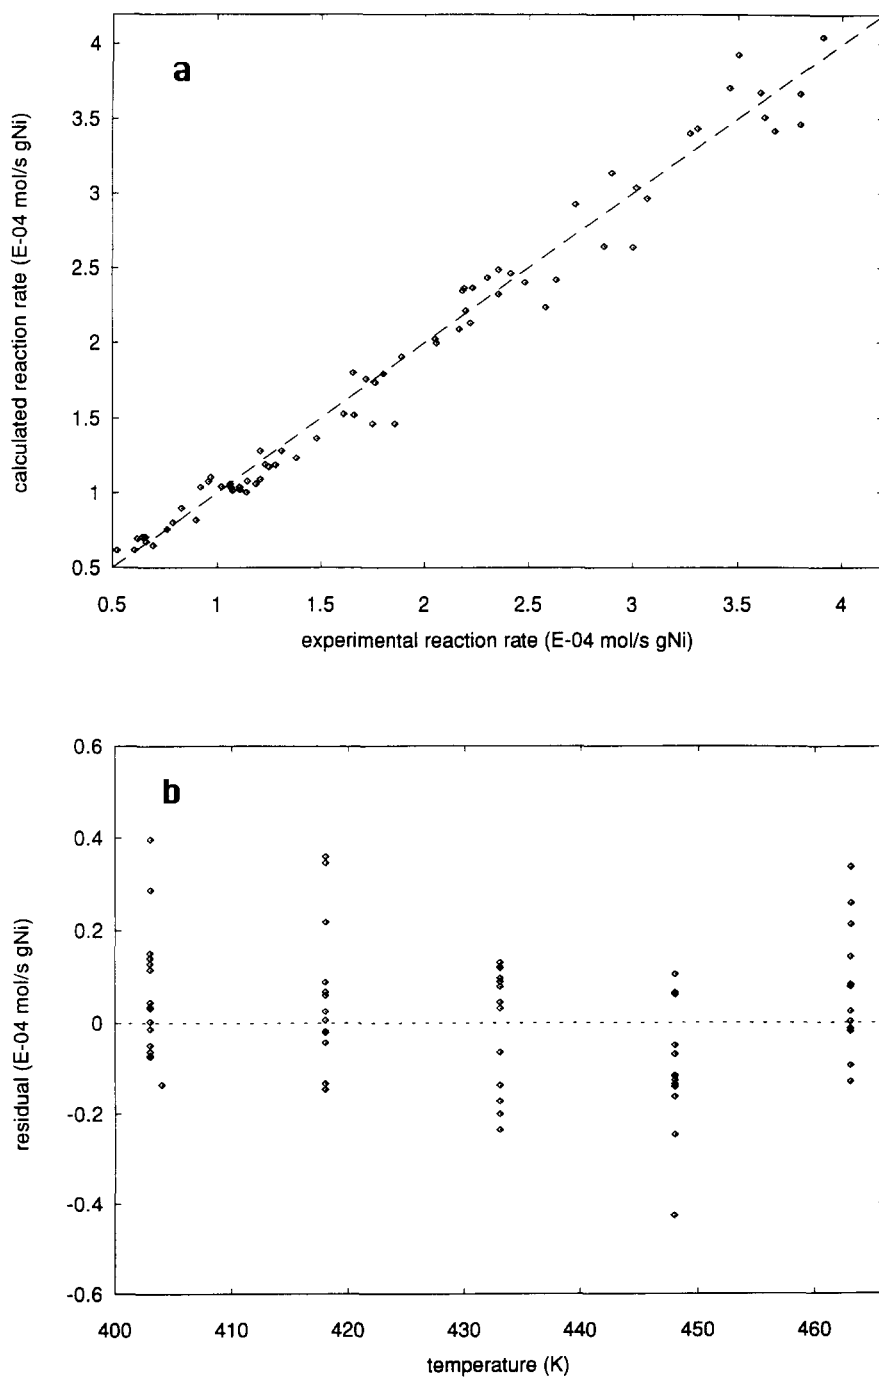 a
calculated reaction rate (E-04 mol/s gNi)
4
3.5
3
2.5
2
1.5
1
0.5
0.5 1 1.5 2 2.5 3 3.5 4
experimental reaction rate (E-04 mol/s gNi)
b
residual (E-04 mol/s gNi)
0.6
0.4
0.2
0
-0.2
-0.4
-0.6
400 410 420 430 440 450 460
temperature (K)